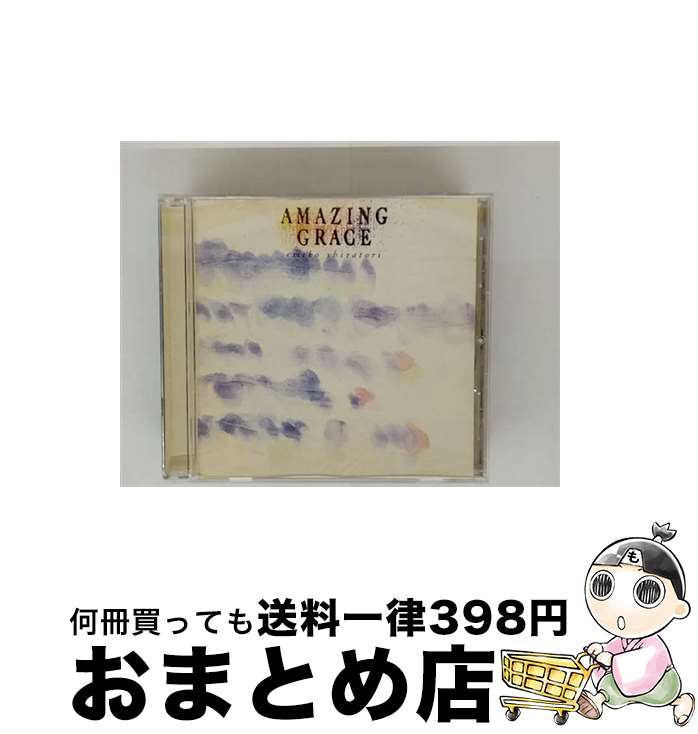 AMAZING
GRACE
emiko shiratori
何冊買っても送料一律398円
おまとめ店
も